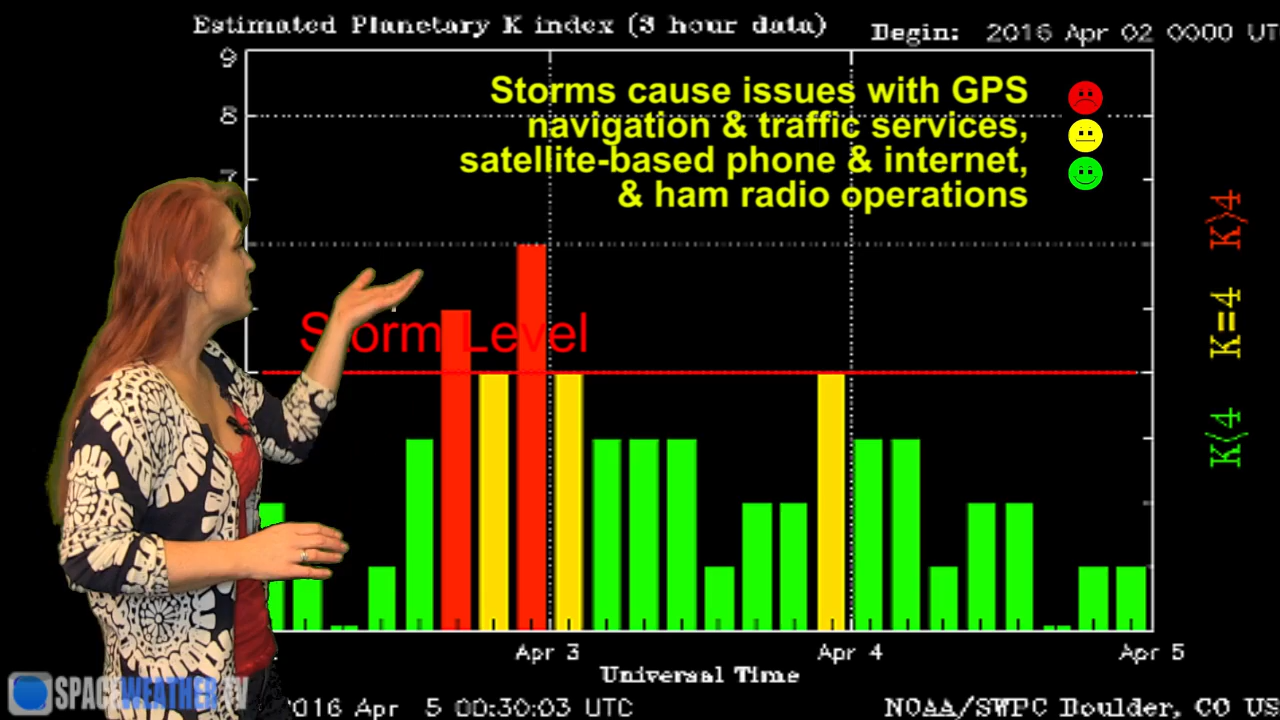 Estimated Planetary K index (3 hour data)
Begin: 2016 Apr 02 0000 UT
9
8
7
Storms cause issues with GPS
navigation & traffic services,
satellite-based phone & internet,
& ham radio operations
K>4
K=4
K<4
Storm Level
Apr 3
Apr 4
Apr 5
Universal Time
SPACEWEATHER TV
016 Apr 5 00:30:03 UTC
NOAA/SWPC Boulder, CO US